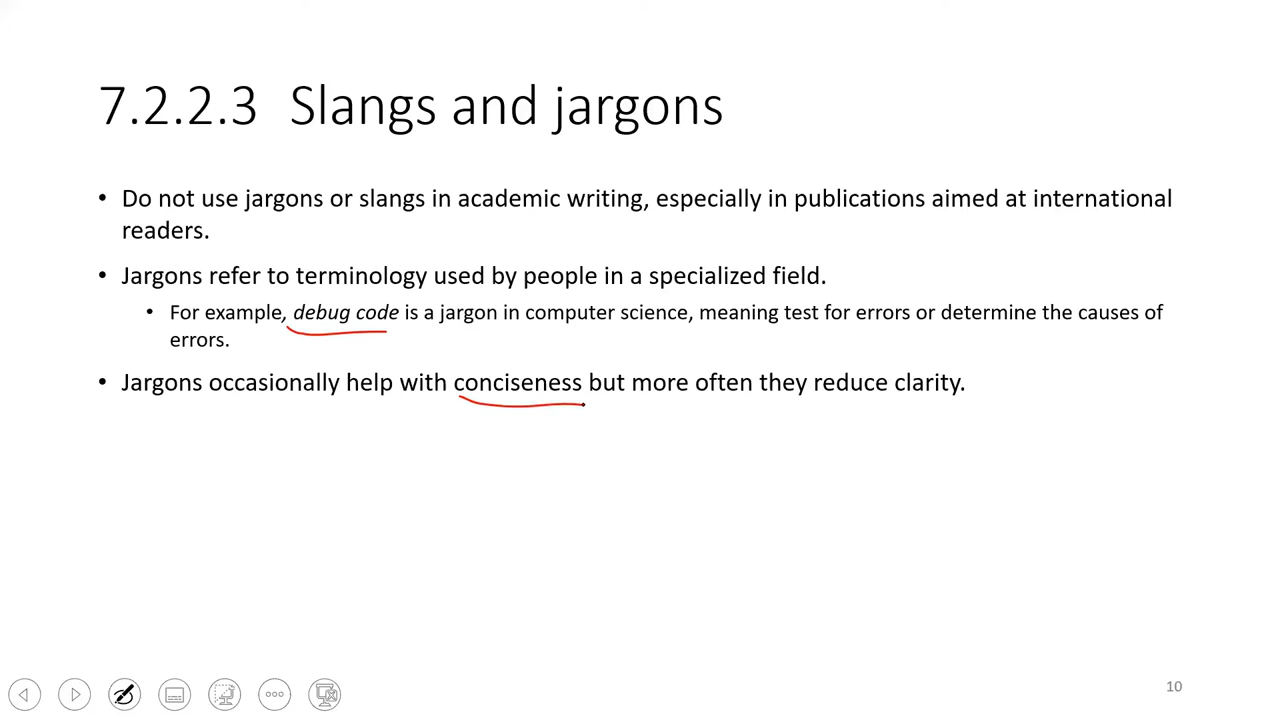 7.2.2.3 Slangs and jargons
• Do not use jargons or slangs in academic writing, especially in publications aimed at international
readers.
• Jargons refer to terminology used by people in a specialized field.
• For example, debug code is a jargon in computer science, meaning test for errors or determine the causes of
errors.
• Jargons occasionally help with conciseness but more often they reduce clarity.
10